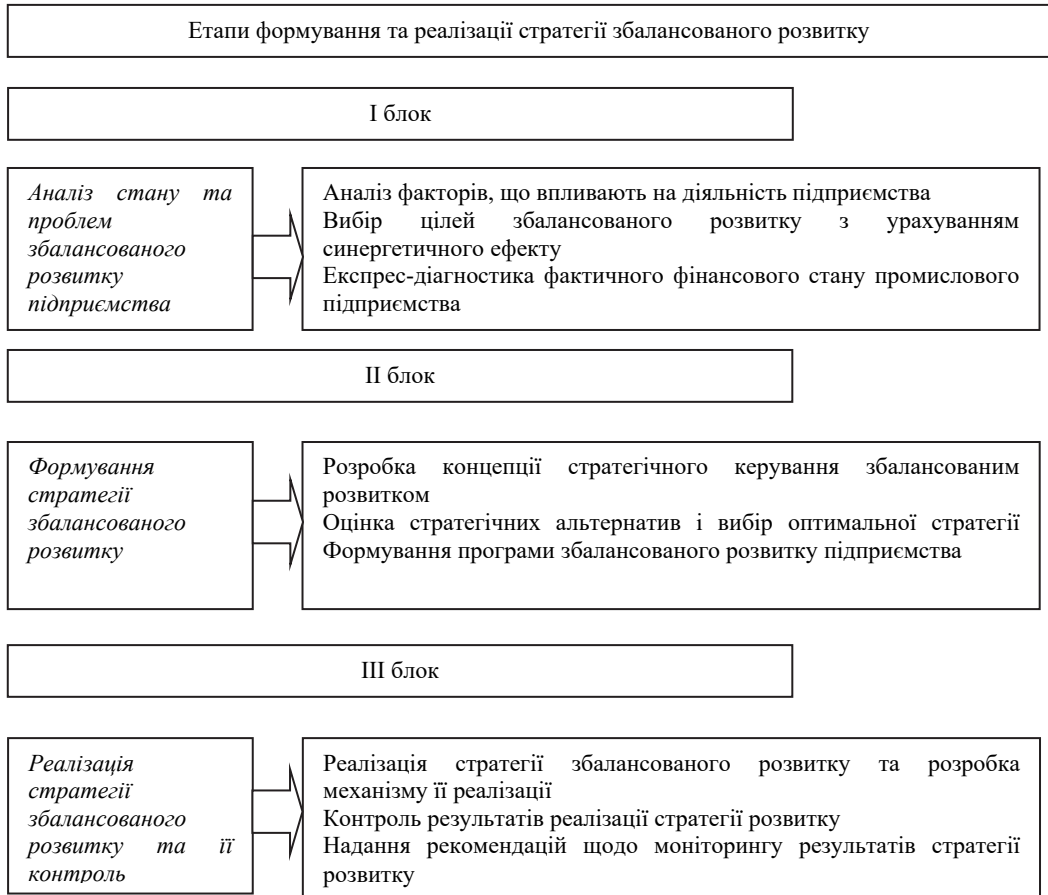 Етапи формування та реалізації стратегії збалансованого розвитку
І блок
Аналіз стану та
проблем
збалансованого
розвитку
підприємства
Аналіз факторів, що впливають на діяльність підприємства
Вибір цілей збалансованого розвитку з урахуванням
синергетичного ефекту
Експрес-діагностика фактичного фінансового стану промислового
підприємства
ІІ блок
Формування
стратегії
збалансованого
розвитку
Розробка концепції стратегічного керування збалансованим
розвитком
Оцінка стратегічних альтернатив і вибір оптимальної стратегії
Формування програми збалансованого розвитку підприємства
ІІІ блок
Реалізація
стратегії
збалансованого
розвитку та її
контроль
Реалізація стратегії збалансованого розвитку та розробка
механізму її реалізації
Контроль результатів реалізації стратегії розвитку
Надання рекомендацій щодо моніторингу результатів стратегії
розвитку